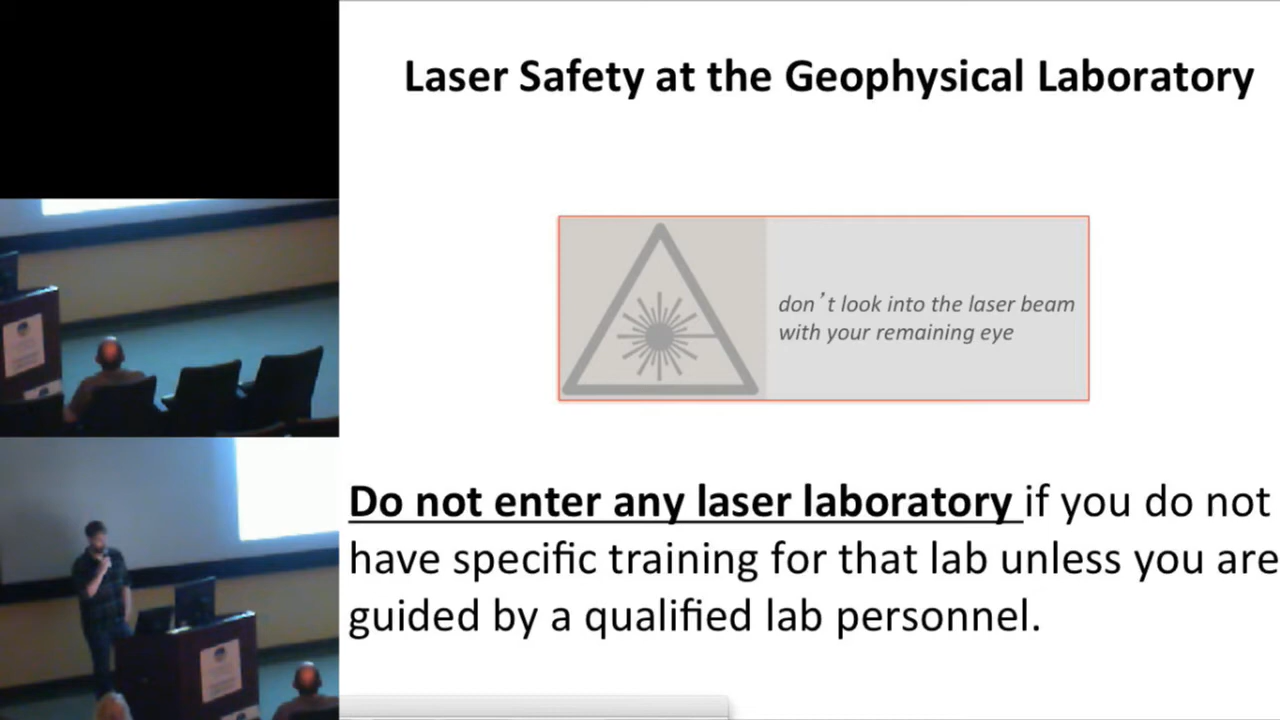 Laser Safety at the Geophysical Laboratory
don’t look into the laser beam
with your remaining eye
Do not enter any laser laboratory if you do not
have specific training for that lab unless you are
guided by a qualified lab personnel.